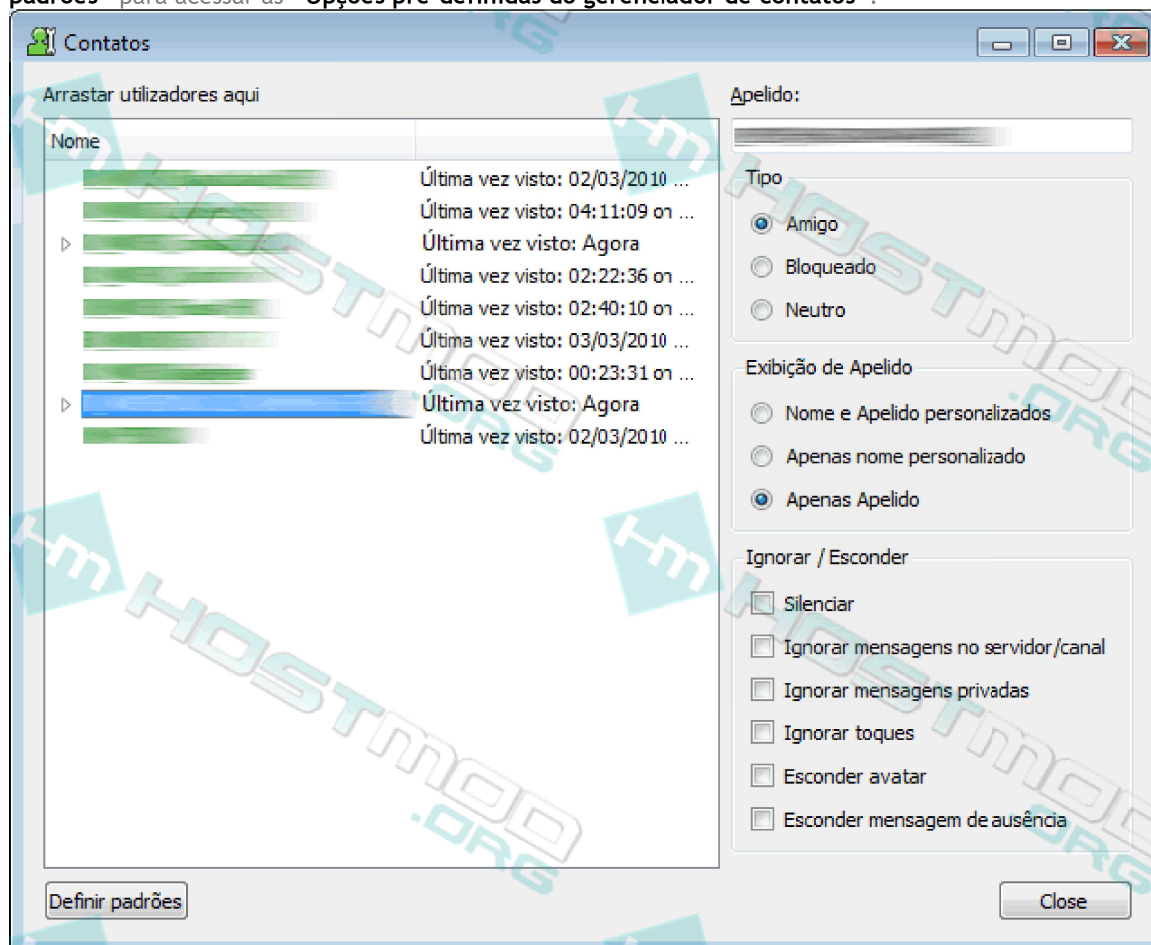 padrões" para acessar as "Opções pré-definidas do gerenciador de contatos".
Contatos
Arrastar utilizadores aqui
Nome
Última vez visto: 02/03/2010 ...
Última vez visto: 04:11:09 on ...
Última vez visto: Agora
Última vez visto: 02:22:36 on ...
Última vez visto: 02:40:10 on ...
Última vez visto: 03/03/2010 ...
Última vez visto: 00:23:31 on ...
Última vez visto: Agora
Última vez visto: 02/03/2010 ...
Apelido:
Tipo
Amigo
Bloqueado
Neutro
Exibição de Apelido
Nome e Apelido personalizados
Apenas nome personalizado
Apenas Apelido
Ignorar / Esconder
Silenciar
Ignorar mensagens no servidor/canal
Ignorar mensagens privadas
Ignorar toques
Esconder avatar
Esconder mensagem de ausência
Definir padrões
Close
HM HOSTMOD
.ORG